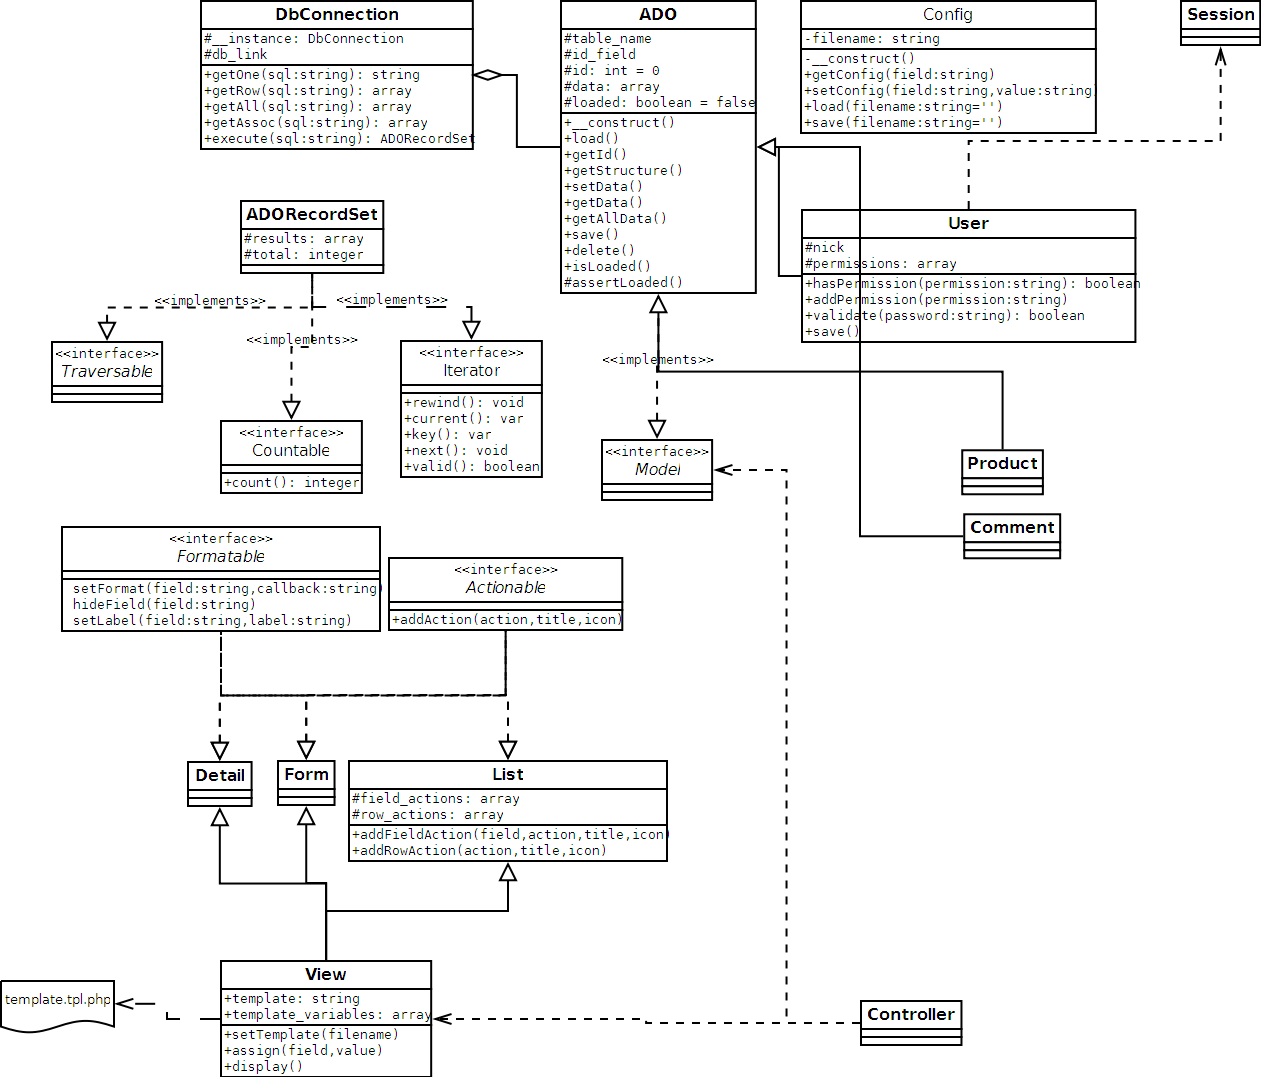 DbConnection
#__instance: DbConnection
#db_link
+getOne(sql:string): string
+getRow(sql:string): array
+getAll(sql:string): array
+getAssoc(sql:string): array
+execute(sql:string): ADORecordSet
ADO
#table_name
#id_field
#id: int = 0
#data: array
#loaded: boolean = false
+__construct()
+load()
+getId()
+getStructure()
+setData()
+getData()
+getAllData()
+save()
+delete()
+isLoaded()
#assertLoaded()
Config
-filename: string
-__construct()
+getConfig(field:string)
+setConfig(field:string,value:string
+load(filename:string='')
+save(filename:string='')
Session
ADORecordSet
#results: array
#total: integer
User
#nick
#permissions: array
+hasPermission(permission:string): boolean
+addPermission(permission:string)
+validate(password:string): boolean
+save()
<<implements>>
<<implements>>
<<implements>>
<<implements>>
<<interface>>
Traversable
<<interface>>
Countable
+count(): integer
<<interface>>
Iterator
+rewind(): void
+current(): var
+key(): var
+next(): void
+valid(): boolean
<<interface>>
Model
Product
Comment
<<interface>>
Formatable
setFormat(field:string,callback:string)
hideField(field:string)
setLabel(field:string,label:string)
<<interface>>
Actionable
+addAction(action,title,icon)
Detail
Form
List
#field_actions: array
#row_actions: array
+addFieldAction(field,action,title,icon)
+addRowAction(action,title,icon)
template.tpl.php
View
+template: string
+template_variables: array
+setTemplate(filename)
+assign(field,value)
+display()
Controller